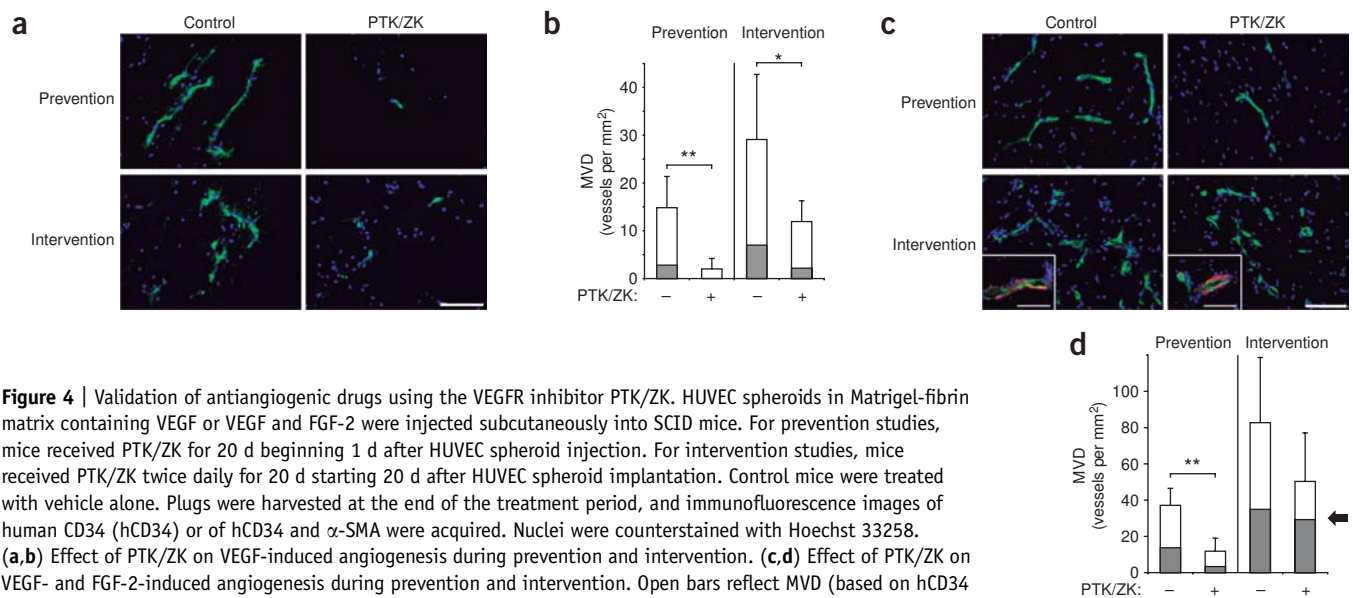 a
Control
PTK/ZK
Prevention
Intervention
b
Prevention
Intervention
MVD
(vessels per mm²)
40
30
20
10
0
**
*
PTK/ZK:
–
+
–
+
c
Control
PTK/ZK
Prevention
Intervention
d
Prevention
Intervention
MVD
(vessels per mm²)
100
80
60
40
20
0
**
PTK/ZK:
–
+
–
+
Figure 4 | Validation of antiangiogenic drugs using the VEGFR inhibitor PTK/ZK. HUVEC spheroids in Matrigel-fibrin
matrix containing VEGF or VEGF and FGF-2 were injected subcutaneously into SCID mice. For prevention studies,
mice received PTK/ZK for 20 d beginning 1 d after HUVEC spheroid injection. For intervention studies, mice
received PTK/ZK twice daily for 20 d starting 20 d after HUVEC spheroid implantation. Control mice were treated
with vehicle alone. Plugs were harvested at the end of the treatment period, and immunofluorescence images of
human CD34 (hCD34) or of hCD34 and α-SMA were acquired. Nuclei were counterstained with Hoechst 33258.
(a,b) Effect of PTK/ZK on VEGF-induced angiogenesis during prevention and intervention. (c,d) Effect of PTK/ZK on
VEGF- and FGF-2-induced angiogenesis during prevention and intervention. Open bars reflect MVD (based on hCD34